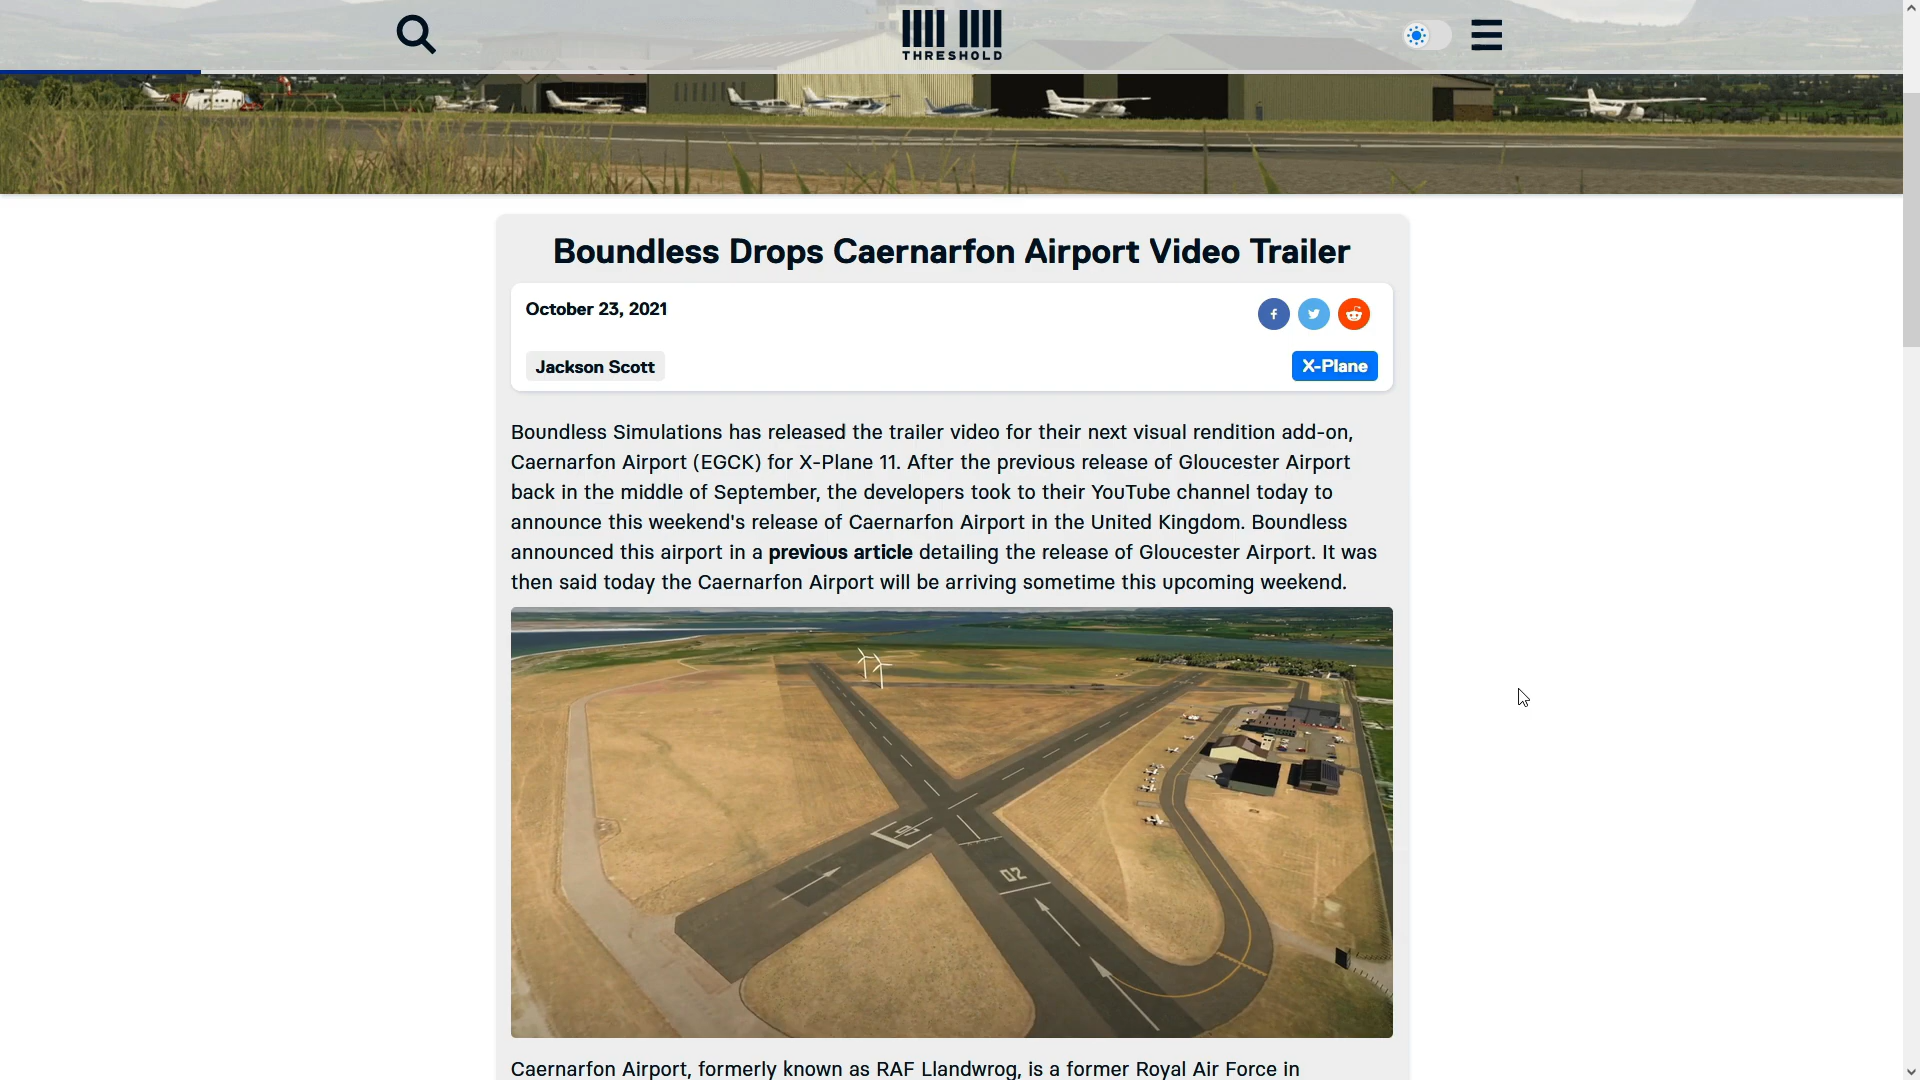 THRESHOLD
Boundless Drops Caernarfon Airport Video Trailer
October 23, 2021
Jackson Scott
X-Plane
Boundless Simulations has released the trailer video for their next visual rendition add-on,
Caernarfon Airport (EGCK) for X-Plane 11. After the previous release of Gloucester Airport
back in the middle of September, the developers took to their YouTube channel today to
announce this weekend's release of Caernarfon Airport in the United Kingdom. Boundless
announced this airport in a previous article detailing the release of Gloucester Airport. It was
then said today the Caernarfon Airport will be arriving sometime this upcoming weekend.
02
Caernarfon Airport, formerly known as RAF Llandwrog, is a former Royal Air Force in